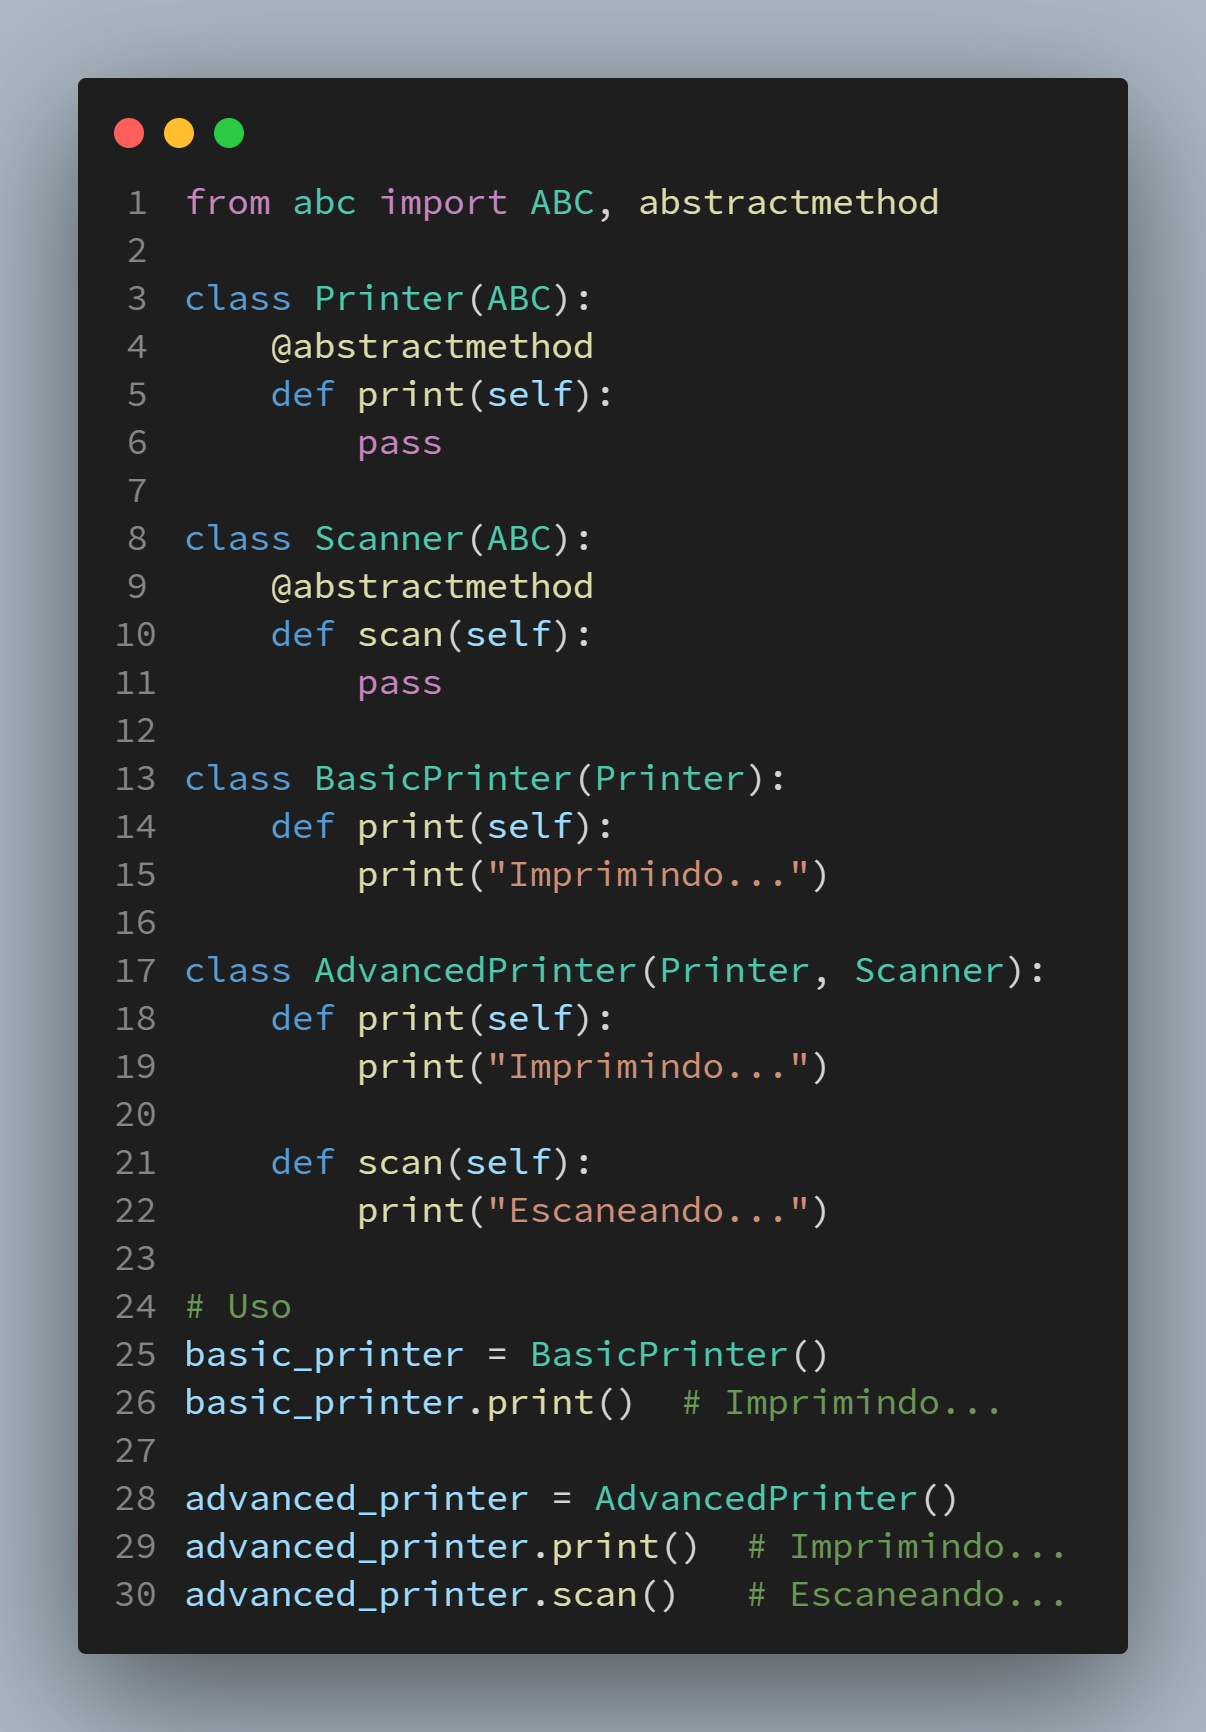 1 from abc import ABC, abstractmethod
2
3 class Printer(ABC):
4     @abstractmethod
5     def print(self):
6         pass
7
8 class Scanner(ABC):
9     @abstractmethod
10     def scan(self):
11         pass
12
13 class BasicPrinter(Printer):
14     def print(self):
15         print("Imprimindo...")
16
17 class AdvancedPrinter(Printer, Scanner):
18     def print(self):
19         print("Imprimindo...")
20
21     def scan(self):
22         print("Escaneando...")
23
24 # Uso
25 basic_printer = BasicPrinter()
26 basic_printer.print()  # Imprimindo...
27
28 advanced_printer = AdvancedPrinter()
29 advanced_printer.print()  # Imprimindo...
30 advanced_printer.scan()   # Escaneando...